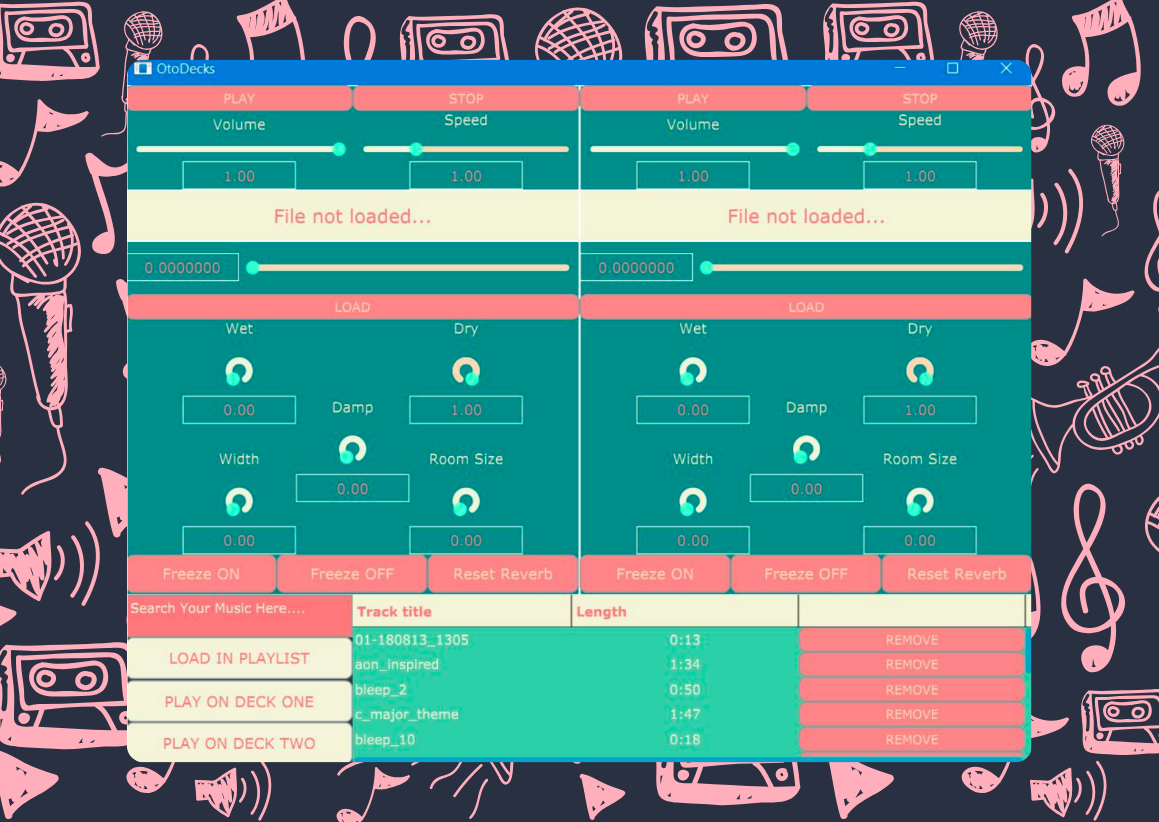 OtoDecks
PLAY STOP PLAY STOP
Volume Speed Volume Speed
1.00 1.00 1.00 1.00
File not loaded... File not loaded...
0.0000000 0.0000000
LOAD LOAD
Wet Dry Wet Dry
0.00 Damp 1.00 0.00 Damp 1.00
Width Room Size Width Room Size
0.00 0.00
0.00 0.00 0.00 0.00
Freeze ON Freeze OFF Reset Reverb Freeze ON Freeze OFF Reset Reverb
Search Your Music Here.... Track title Length
01-180813_1305 0:13 REMOVE
LOAD IN PLAYLIST aon_inspired 1:34 REMOVE
bleep_2 0:50 REMOVE
PLAY ON DECK ONE c_major_theme 1:47 REMOVE
PLAY ON DECK TWO bleep_10 0:18 REMOVE